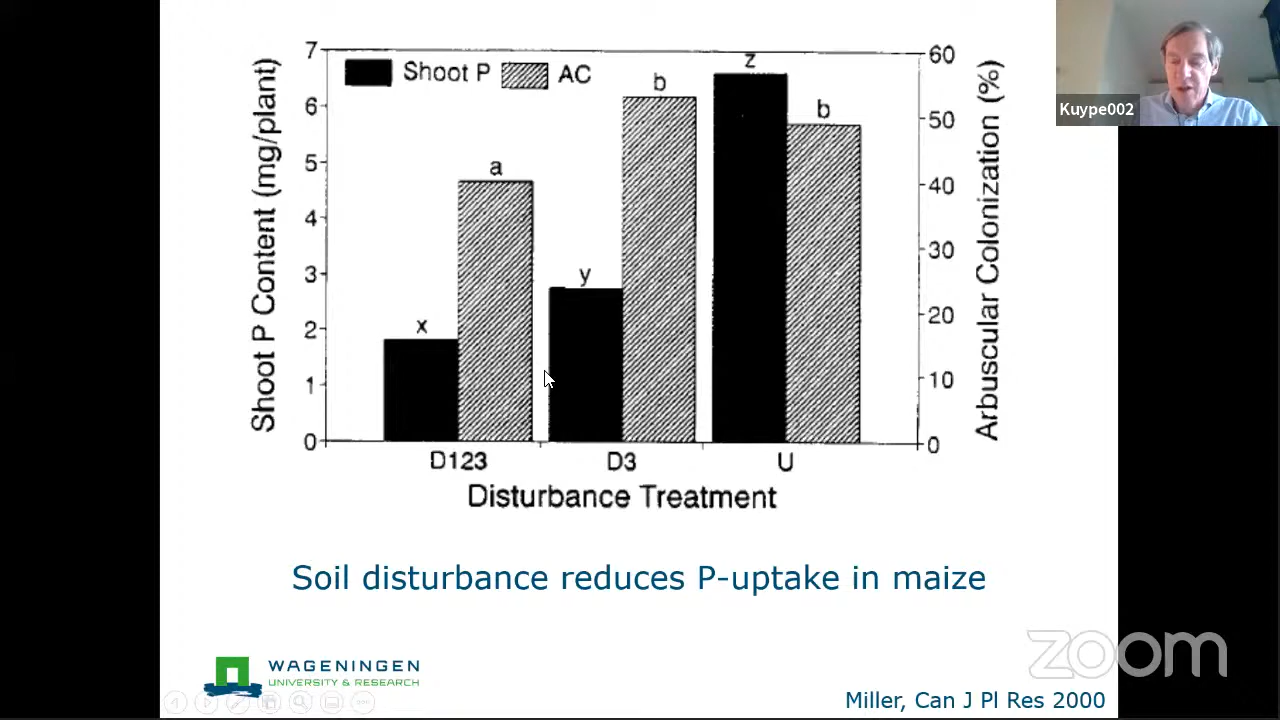 Shoot P
AC
Shoot P Content (mg/plant)
7
6
5
4
3
2
1
0
60
50
40
30
20
10
0
Arbuscular Colonization (%)
x
a
y
b
z
b
D123
D3
U
Disturbance Treatment
Soil disturbance reduces P-uptake in maize
WAGENINGEN
UNIVERSITY & RESEARCH
Miller, Can J Pl Res 2000
Kuype002
zoom